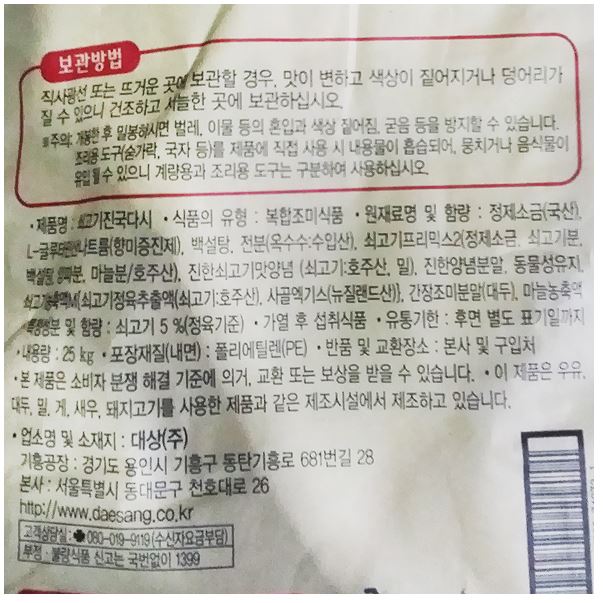 보관방법
직사광선 또는 뜨거운 곳에 보관할 경우, 맛이 변하고 색상이 짙어지거나 덩어리가
질 수 있으니 건조하고 서늘한 곳에 보관하십시오.
※주의: 개봉한 후 밀봉하시면 벌레, 이물 등의 혼입과 색상 짙어짐, 굳음 등을 방지할 수 있습니다.
조리용 도구(숟가락, 국자 등)를 제품에 직접 사용 시 내용물이 흡습되어, 뭉치거나 음식물이
유입될 수 있으니 계량용과 조리용 도구는 구분하여 사용하십시오.
• 제품명 : 쇠고기진국다시 • 식품의 유형 : 복합조미식품 • 원재료명 및 함량 : 정제소금(국산),
L-글루탐산나트륨(향미증진제), 백설탕, 전분(옥수수:수입산), 쇠고기프리믹스2(정제소금, 쇠고기분,
백설탕, 양파분, 마늘분/호주산), 진한쇠고기맛양념 (쇠고기:호주산, 밀), 진한양념분말, 동물성유지,
(쇠고기정육추출액(쇠고기:호주산), 사골엑기스(뉴질랜드산)), 간장조미분말(대두), 마늘농축액
및 함량 : 쇠고기 5 %(정육기준) • 가열 후 섭취식품 • 유통기한 : 후면 별도 표기일까지
• 내용량 : 25 kg • 포장재질(내면) : 폴리에틸렌(PE) • 반품 및 교환장소 : 본사 및 구입처
• 본 제품은 소비자 분쟁 해결 기준에 의거, 교환 또는 보상을 받을 수 있습니다. • 이 제품은 우유,
대두, 밀, 게, 새우, 돼지고기를 사용한 제품과 같은 제조시설에서 제조하고 있습니다.
• 업소명 및 소재지 : 대상(주)
기흥공장 : 경기도 용인시 기흥구 동탄기흥로 681번길 28
본사 : 서울특별시 동대문구 천호대로 26
http://www.daesang.co.kr
고객상담실 : 080-019-9119 (수신자요금부담)
부정 · 불량식품 신고는 국번없이 1399